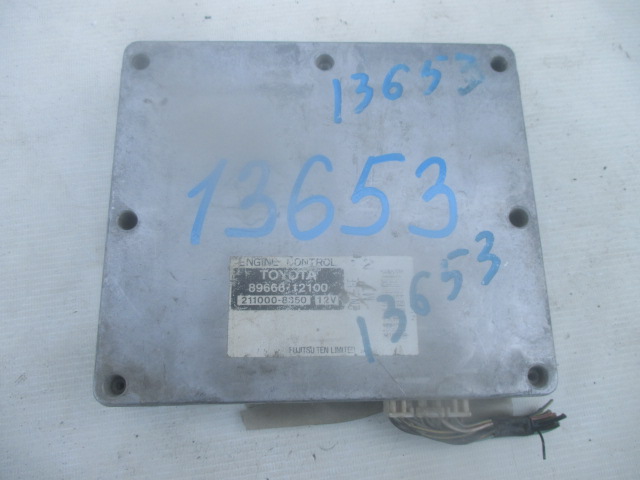 13653
13653
ENGINE CONTROL
TOYOTA
89666-12100
211000-8350 12V
13653
FUJITSU TEN LIMITED